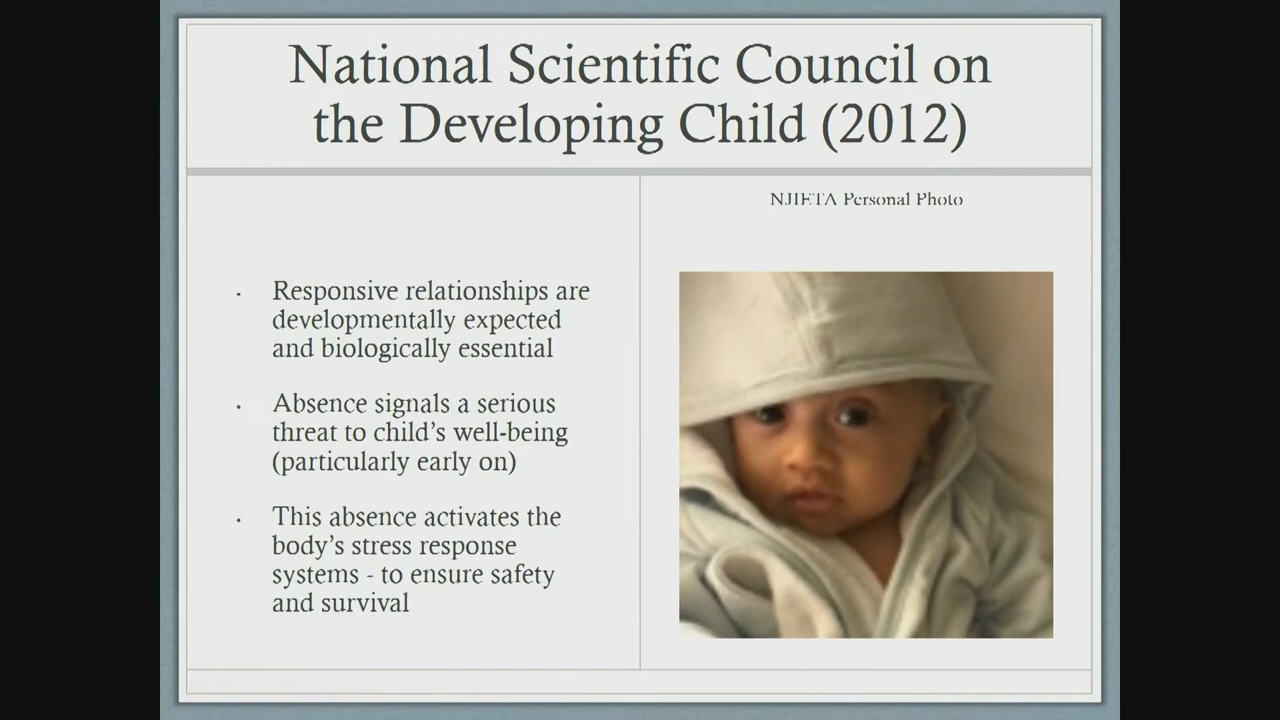 National Scientific Council on
the Developing Child (2012)
Responsive relationships are
developmentally expected
and biologically essential
Absence signals a serious
threat to child's well-being
(particularly early on)
This absence activates the
body's stress response
systems - to ensure safety
and survival
Personal Photo